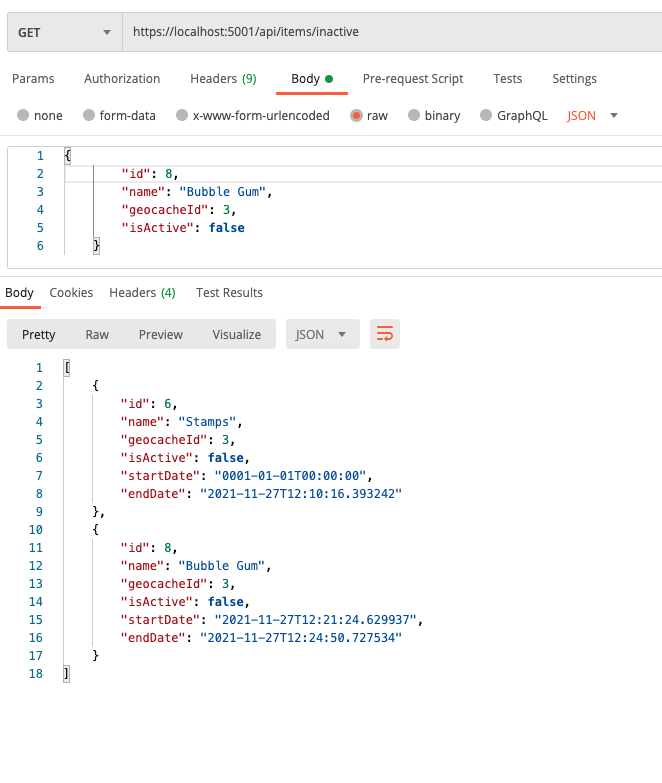 GET https://localhost:5001/api/items/inactive
Params Authorization Headers (9) Body Pre-request Script Tests Settings
none form-data x-www-form-urlencoded raw binary GraphQL JSON
1 {
2 "id": 8,
3 "name": "Bubble Gum",
4 "geocacheId": 3,
5 "isActive": false
6 }
Body Cookies Headers (4) Test Results
Pretty Raw Preview Visualize JSON
1 [
2 {
3 "id": 6,
4 "name": "Stamps",
5 "geocacheId": 3,
6 "isActive": false,
7 "startDate": "0001-01-01T00:00:00",
8 "endDate": "2021-11-27T12:10:16.393242"
9 },
10 {
11 "id": 8,
12 "name": "Bubble Gum",
13 "geocacheId": 3,
14 "isActive": false,
15 "startDate": "2021-11-27T12:21:24.629937",
16 "endDate": "2021-11-27T12:24:50.727534"
17 }
18 ]